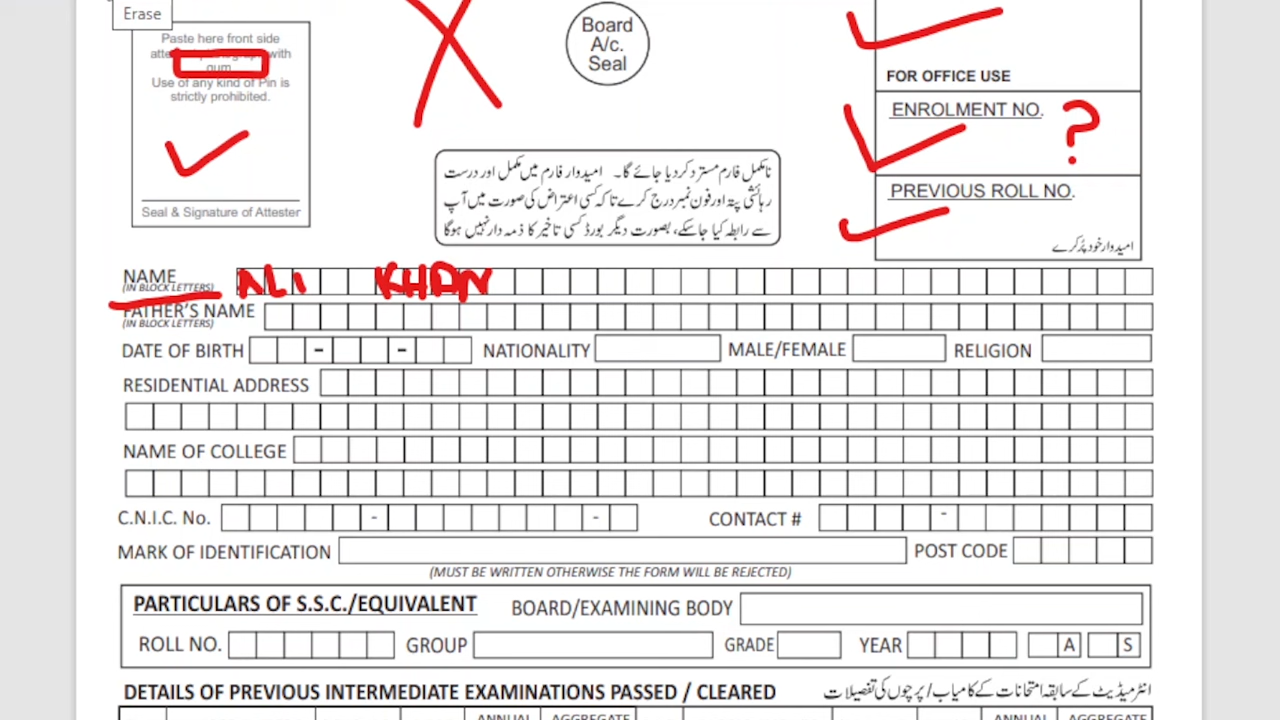 Erase
Paste here front side
with
gum
Use of any kind of Pin is
strictly prohibited.
Seal & Signature of Attester
Board
A/c.
Seal
FOR OFFICE USE
ENROLMENT NO. ?
PREVIOUS ROLL NO.
امیدوار خود پُر کرے
نامکمل فارم مسترد کردیا جائے گا۔ امیدوار فارم میں مکمل اور درست
رہائشی پتہ اور فون نمبر درج کرے تاکہ کسی اعتراض کی صورت میں آپ
سے رابطہ کیا جاسکے، بصورت دیگر بورڈ کسی تاخیر کا ذمہ دار نہیں ہوگا
NAME ALI KHAN
(IN BLOCK LETTERS)
FATHER'S NAME
(IN BLOCK LETTERS)
DATE OF BIRTH - - NATIONALITY MALE/FEMALE RELIGION
RESIDENTIAL ADDRESS
NAME OF COLLEGE
C.N.I.C. No. - - CONTACT # -
MARK OF IDENTIFICATION POST CODE
(MUST BE WRITTEN OTHERWISE THE FORM WILL BE REJECTED)
PARTICULARS OF S.S.C./EQUIVALENT BOARD/EXAMINING BODY
ROLL NO. GROUP GRADE YEAR A S
DETAILS OF PREVIOUS INTERMEDIATE EXAMINATIONS PASSED / CLEARED انٹرمیڈیٹ کے سابقہ امتحانات کے کامیاب/پرچوں کی تفصیلات
ANNUAL AGGREGATE ANNUAL AGGREGATE